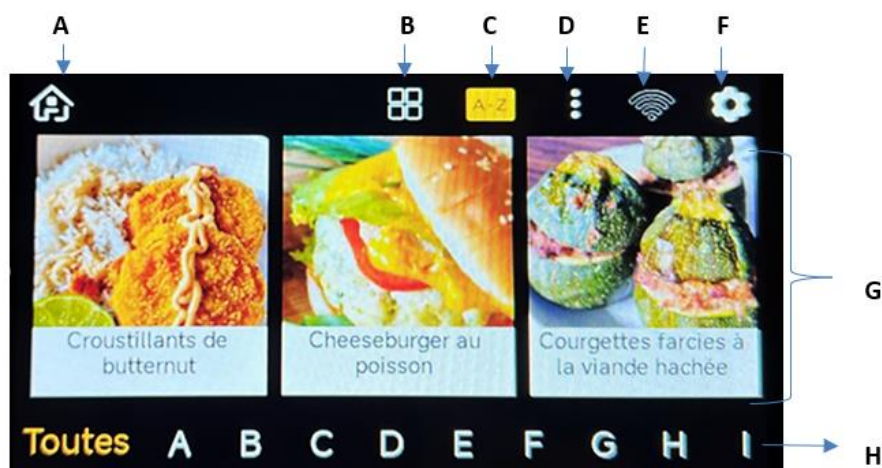 A B C D E F
A-Z
Croustillants de
butternut
Cheeseburger au
poisson
Courgettes farcies à
la viande hachée
G
Toutes A B C D E F G H I
H